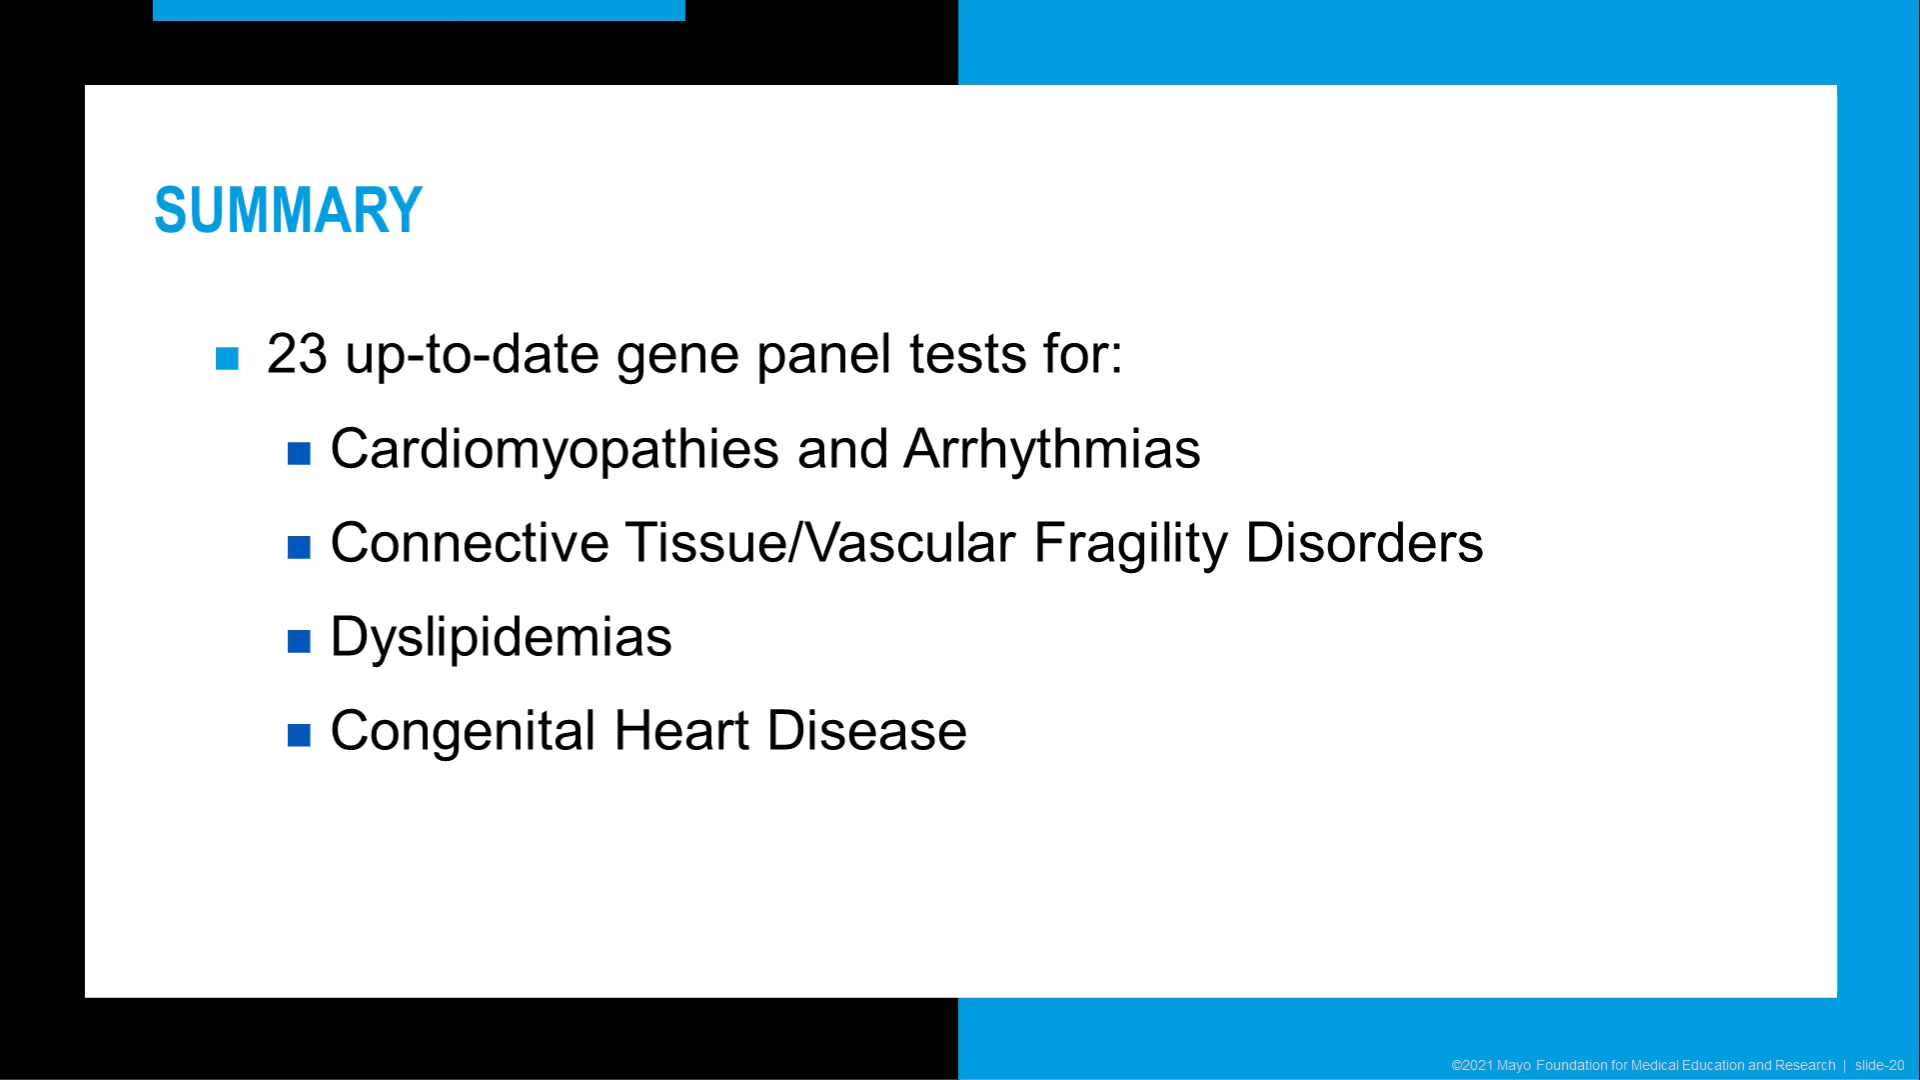 SUMMARY
23 up-to-date gene panel tests for:
Cardiomyopathies and Arrhythmias
Connective Tissue/Vascular Fragility Disorders
Dyslipidemias
Congenital Heart Disease
©2021 Mayo Foundation for Medical Education and Research | slide-20